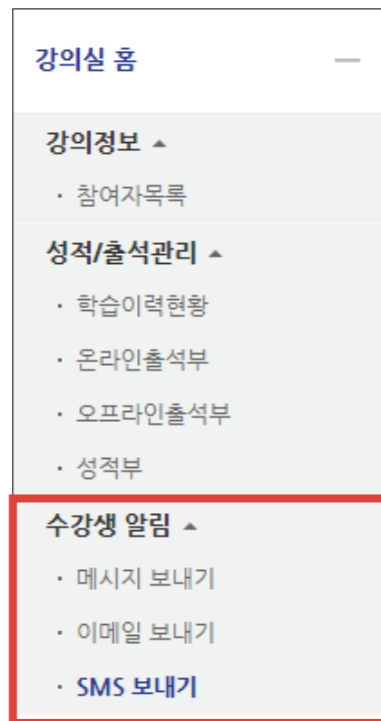 강의실 홈
강의정보 ▲
· 참여자목록
성적/출석관리 ▲
· 학습이력현황
· 온라인출석부
· 오프라인출석부
· 성적부
수강생 알림 ▲
· 메시지 보내기
· 이메일 보내기
· SMS 보내기